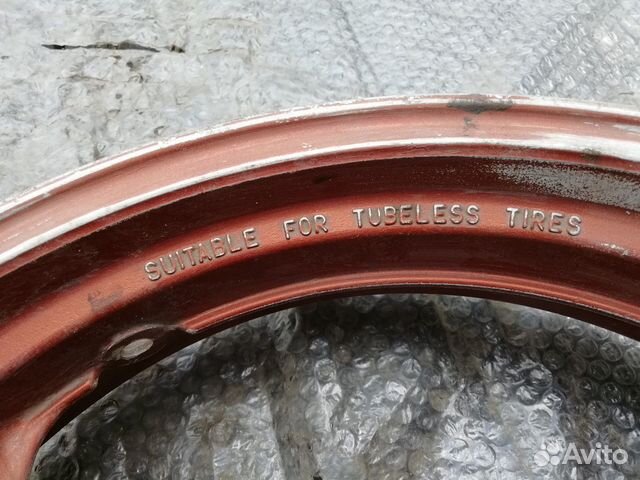 SUITABLE FOR TUBELESS TIRES
Avito